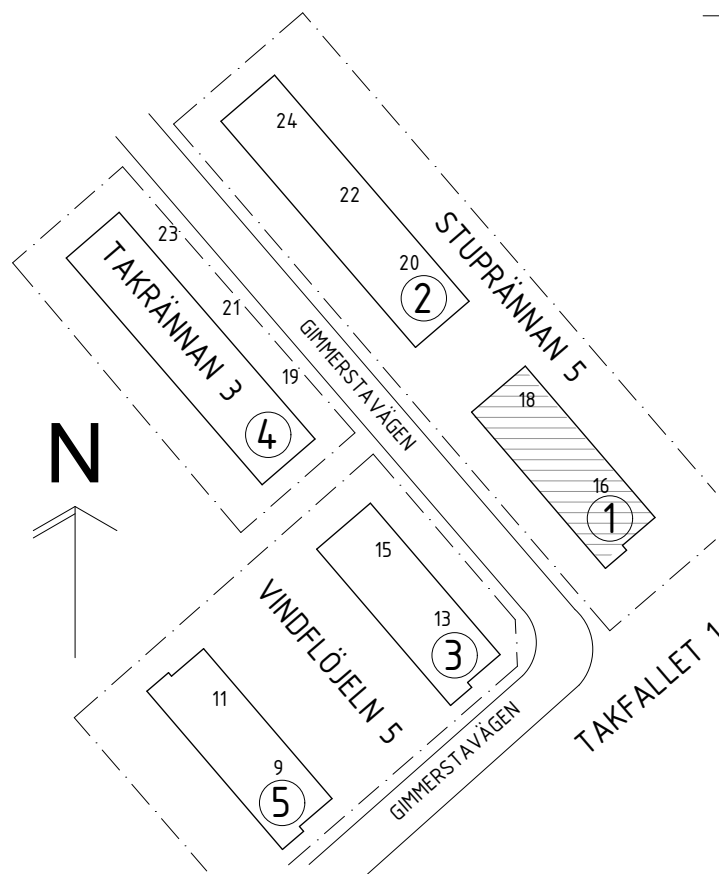 24
22
20
2
STUPRÄNNAN 5
23
21
19
TAKRÄNNAN 3
4
GIMMERSTAVÄGEN
18
16
1
N
15
13
3
VINDFLÖJELN 5
11
9
5
GIMMERSTAVÄGEN
TAKFALLET 1